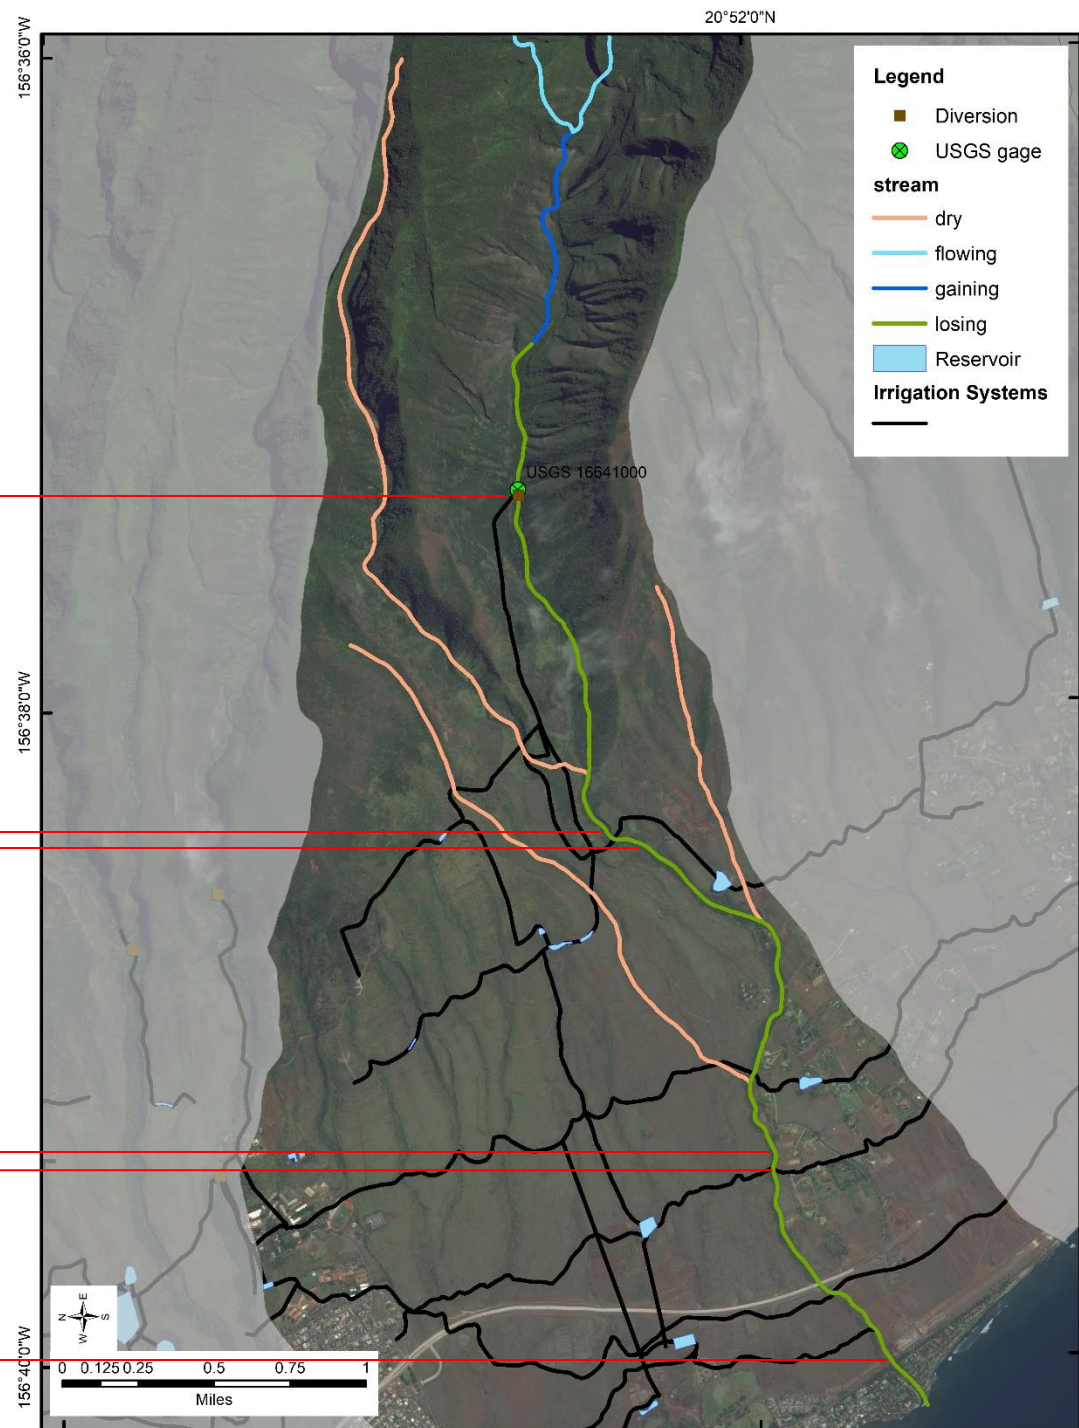 20°52'0"N
156°36'0"W
Legend
Diversion
USGS gage
stream
dry
flowing
gaining
losing
Reservoir
Irrigation Systems
USGS 16641000
156°38'0"W
N E
W S
156°40'0"W
0 0.125 0.25 0.5 0.75 1
Miles